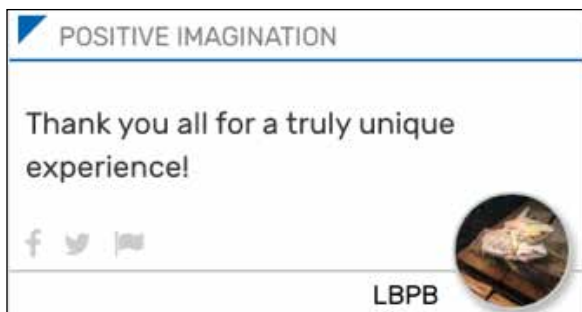 POSITIVE IMAGINATION
Thank you all for a truly unique
experience!
LBPB